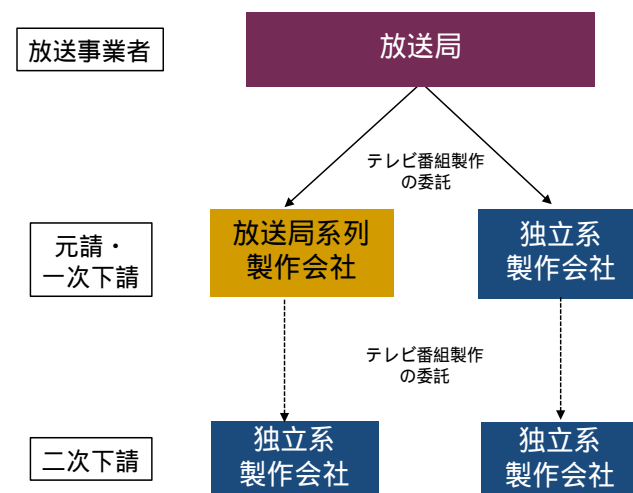 放送事業者
放送局
テレビ番組製作
の委託
元請・
一次下請
放送局系列
製作会社
独立系
製作会社
テレビ番組製作
の委託
二次下請
独立系
製作会社
独立系
製作会社